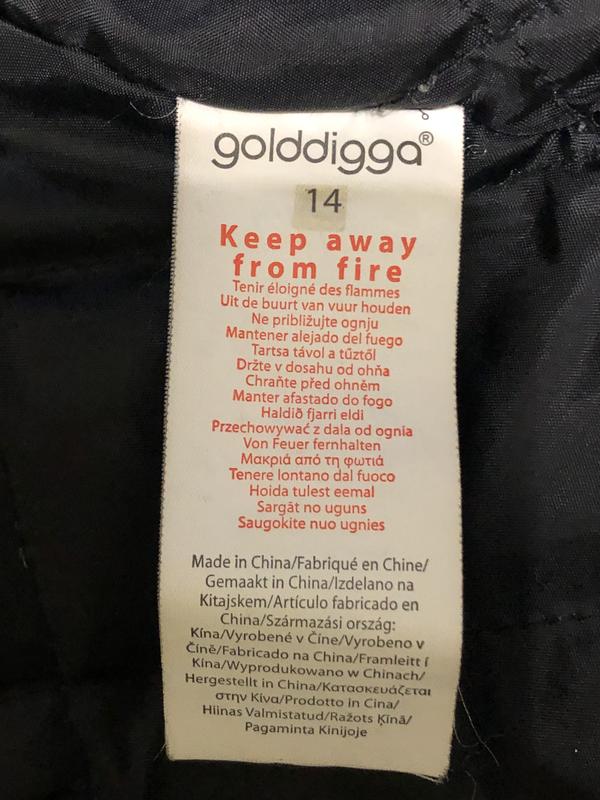 golddigga®
14
Keep away
from fire
Tenir éloigné des flammes
Uit de buurt van vuur houden
Ne približujte ognju
Mantener alejado del fuego
Tartsa távol a tűztől
Držte v dosahu od ohňa
Chraňte před ohněm
Manter afastado do fogo
Haldið fjarri eldi
Przechowywać z dala od ognia
Von Feuer fernhalten
Μακριά από τη φωτιά
Tenere lontano dal fuoco
Hoida tulest eemal
Sargāt no uguns
Saugokite nuo ugnies
Made in China/Fabriqué en Chine/
Gemaakt in China/Izdelano na
Kitajskem/Artículo fabricado en
China/Származási ország:
Kína/Vyrobené v Číne/Vyrobeno v
Číně/Fabricado na China/Framleitt í
Kína/Wyprodukowano w Chinach/
Hergestellt in China/Κατασκευάζεται
στην Κίνα/Prodotto in Cina/
Hiinas Valmistatud/Ražots Ķīnā/
Pagaminta Kinijoje